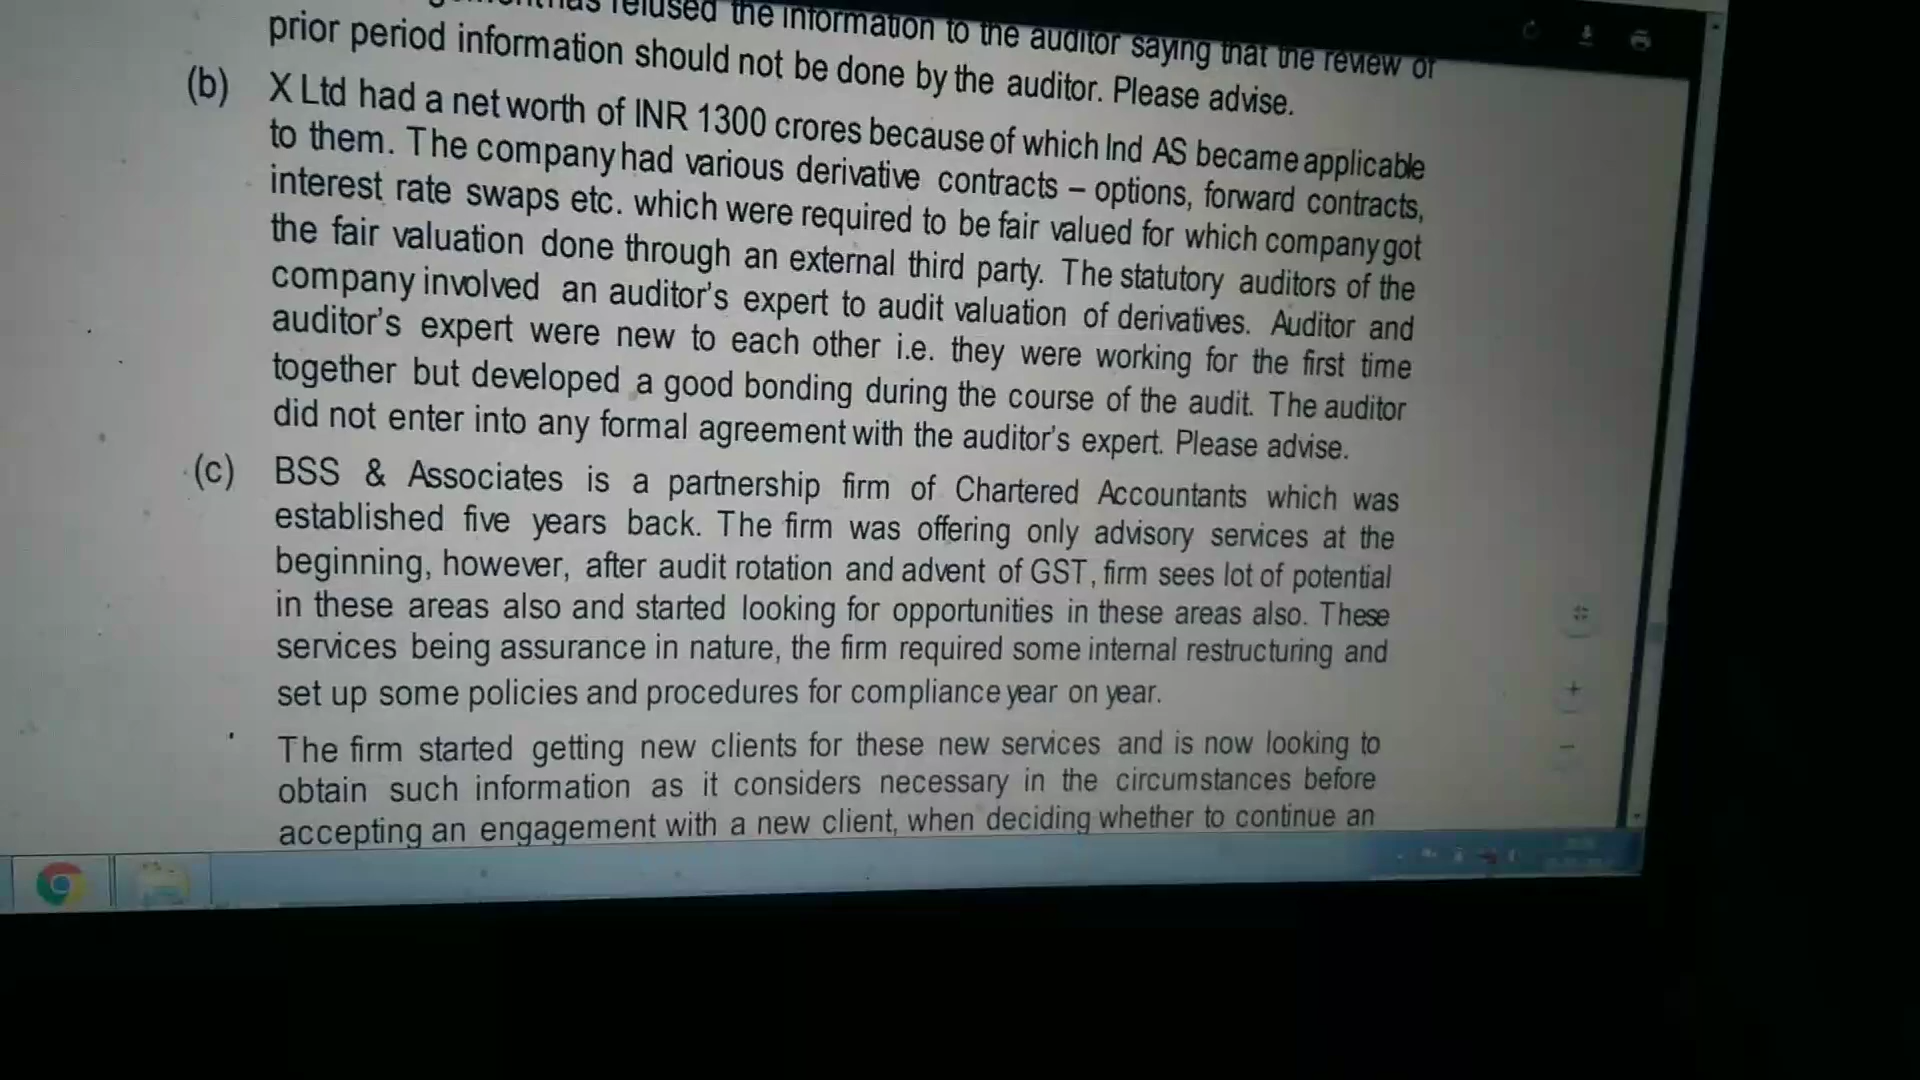 refused the information to the auditor saying that the review of
prior period information should not be done by the auditor. Please advise.
(b) X Ltd had a net worth of INR 1300 crores because of which Ind AS became applicable
to them. The company had various derivative contracts – options, forward contracts,
interest rate swaps etc. which were required to be fair valued for which company got
the fair valuation done through an external third party. The statutory auditors of the
company involved an auditor's expert to audit valuation of derivatives. Auditor and
auditor's expert were new to each other i.e. they were working for the first time
together but developed a good bonding during the course of the audit. The auditor
did not enter into any formal agreement with the auditor's expert. Please advise.
(c) BSS & Associates is a partnership firm of Chartered Accountants which was
established five years back. The firm was offering only advisory services at the
beginning, however, after audit rotation and advent of GST, firm sees lot of potential
in these areas also and started looking for opportunities in these areas also. These
services being assurance in nature, the firm required some internal restructuring and
set up some policies and procedures for compliance year on year.
The firm started getting new clients for these new services and is now looking to
obtain such information as it considers necessary in the circumstances before
accepting an engagement with a new client, when deciding whether to continue an